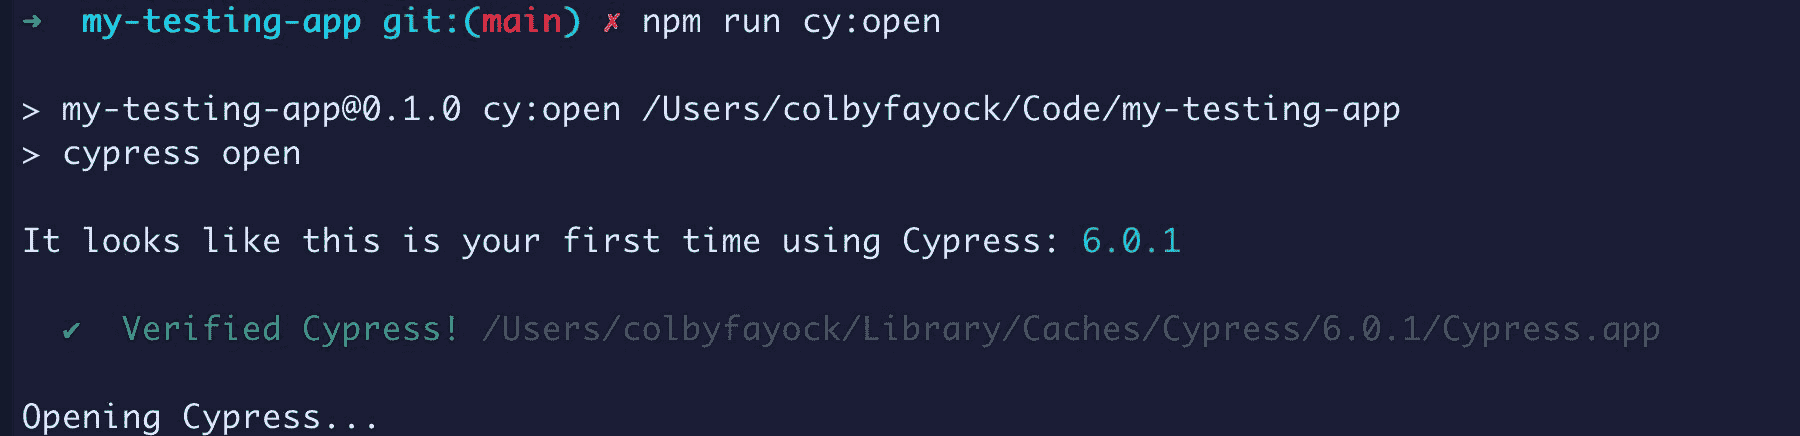 ➜ my-testing-app git:(main) ✗ npm run cy:open
> my-testing-app@0.1.0 cy:open /Users/colbyfayock/Code/my-testing-app
> cypress open
It looks like this is your first time using Cypress: 6.0.1
✔ Verified Cypress! /Users/colbyfayock/Library/Caches/Cypress/6.0.1/Cypress.app
Opening Cypress...